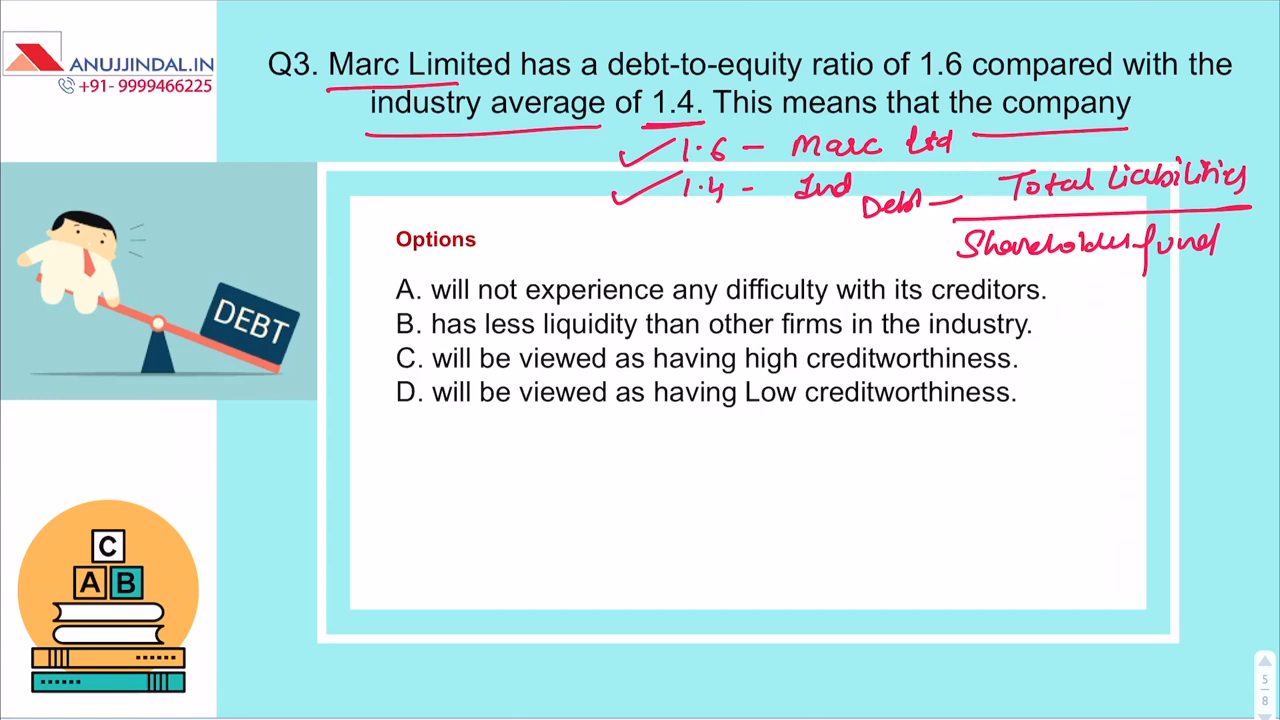 ANUJJINDAL.IN
+91- 9999466225
Q3. Marc Limited has a debt-to-equity ratio of 1.6 compared with the
industry average of 1.4. This means that the company
1.6 - Marc Ltd
1.4 - Ind
Debt - Total Liabilities
Shareholders fund
DEBT
Options
A. will not experience any difficulty with its creditors.
B. has less liquidity than other firms in the industry.
C. will be viewed as having high creditworthiness.
D. will be viewed as having Low creditworthiness.
C
A B
5
8